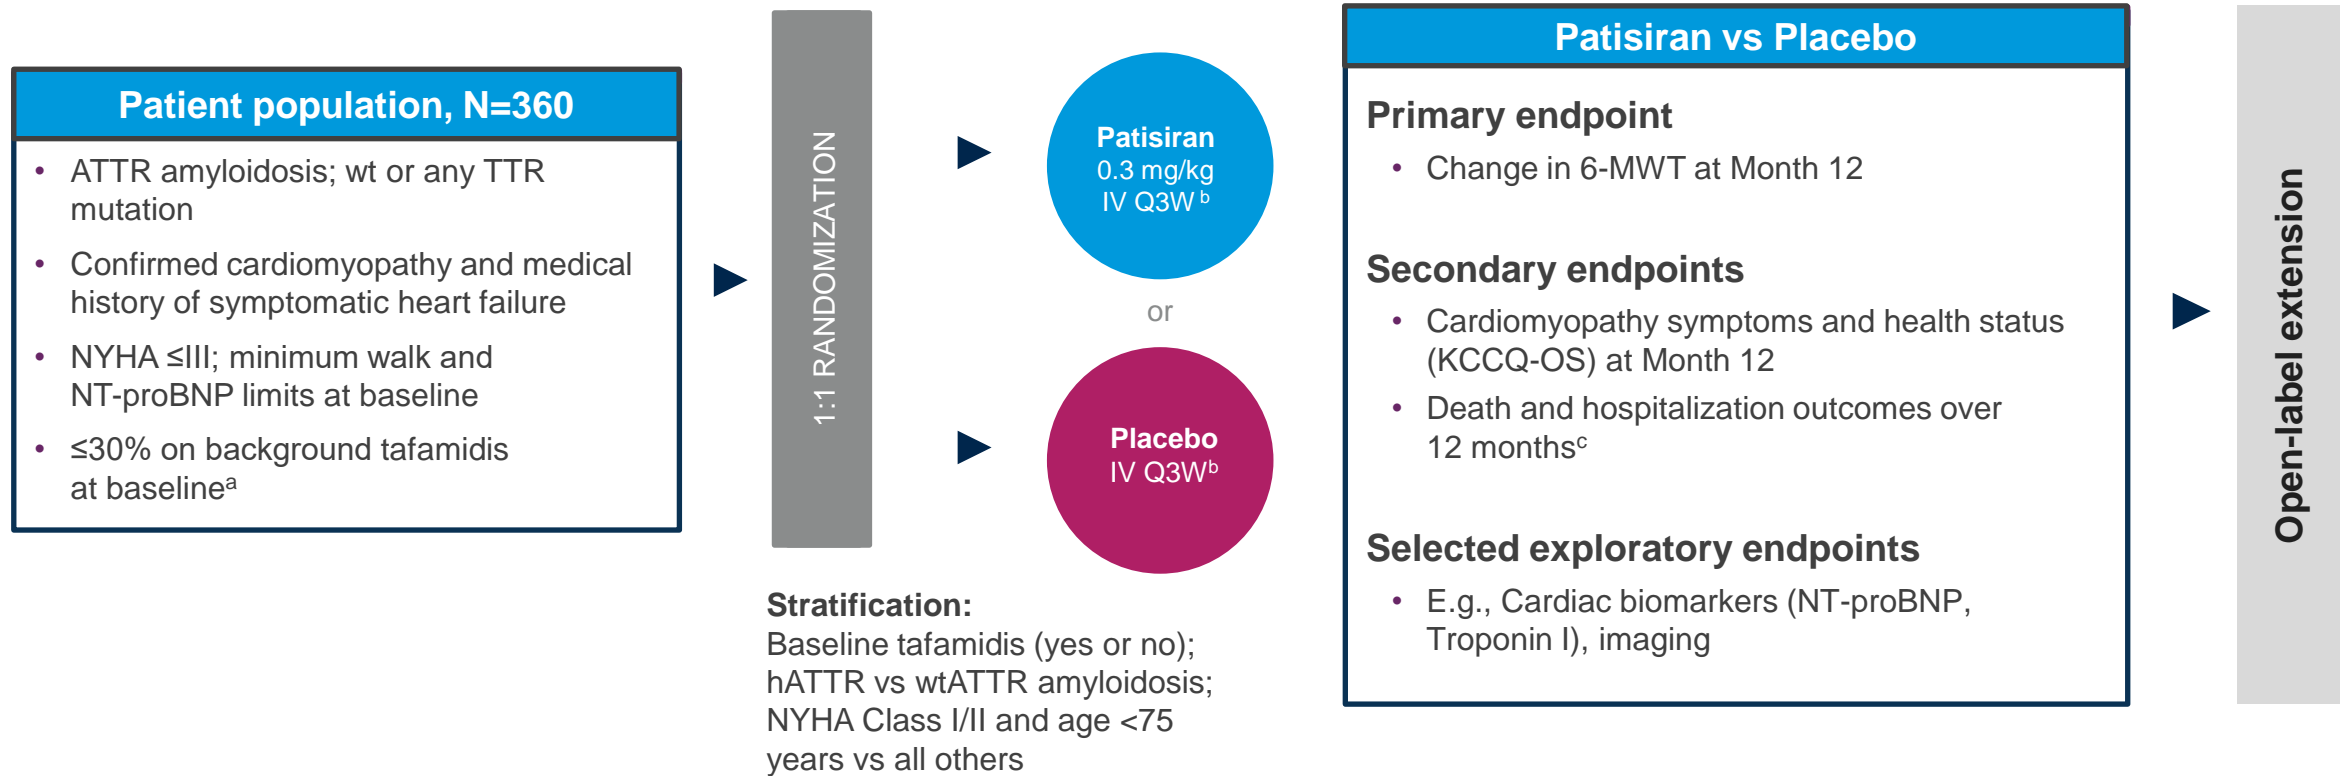 Patient population, N=360
• ATTR amyloidosis; wt or any TTR
mutation
• Confirmed cardiomyopathy and medical
history of symptomatic heart failure
• NYHA ≤III; minimum walk and
NT-proBNP limits at baseline
• ≤30% on background tafamidis
at baselineᵃ
1:1 RANDOMIZATION
Patisiran
0.3 mg/kg
IV Q3W ᵇ
or
Placebo
IV Q3Wᵇ
Stratification:
Baseline tafamidis (yes or no);
hATTR vs wtATTR amyloidosis;
NYHA Class I/II and age <75
years vs all others
Patisiran vs Placebo
Primary endpoint
• Change in 6-MWT at Month 12
Secondary endpoints
• Cardiomyopathy symptoms and health status
(KCCQ-OS) at Month 12
• Death and hospitalization outcomes over
12 monthsᶜ
Selected exploratory endpoints
• E.g., Cardiac biomarkers (NT-proBNP,
Troponin I), imaging
Open-label extension